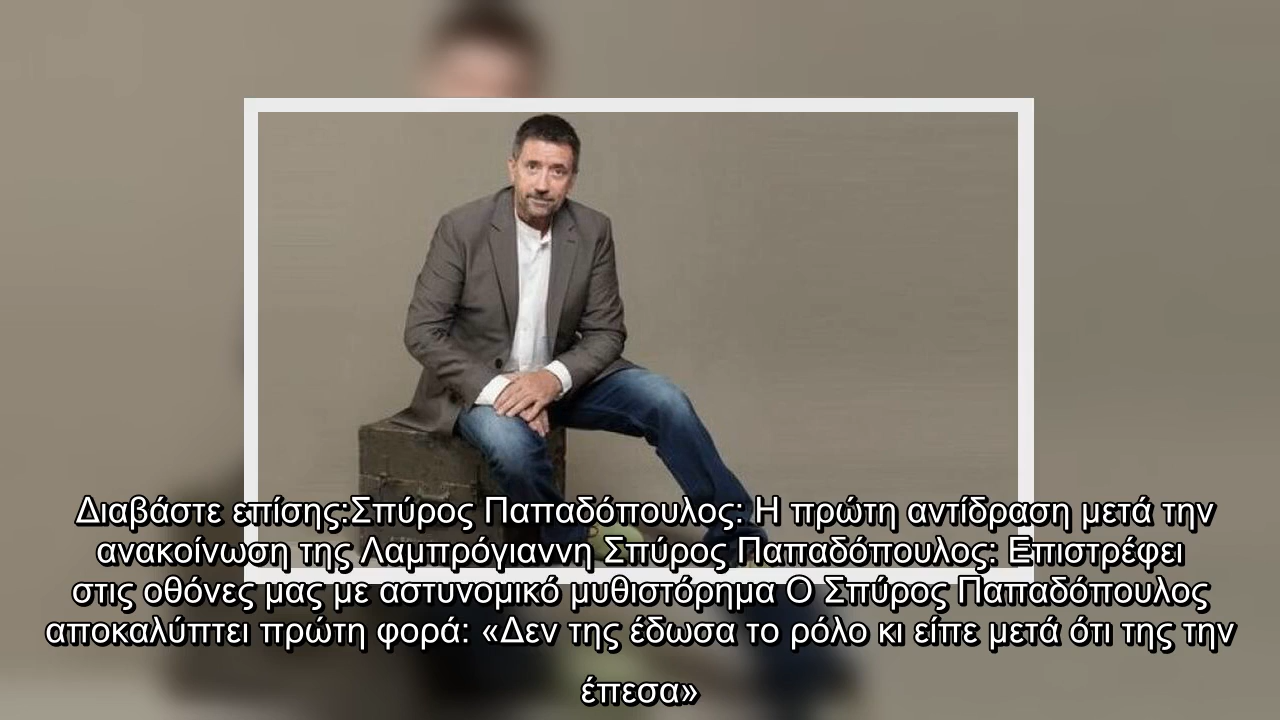 Διαβάστε επίσης:Σπύρος Παπαδόπουλος: Η πρώτη αντίδραση μετά την
ανακοίνωση της Λαμπρόγιαννη Σπύρος Παπαδόπουλος: Επιστρέφει
στις οθόνες μας με αστυνομικό μυθιστόρημα Ο Σπύρος Παπαδόπουλος
αποκαλύπτει πρώτη φορά: «Δεν της έδωσα το ρόλο κι είπε μετά ότι της την
έπεσα»